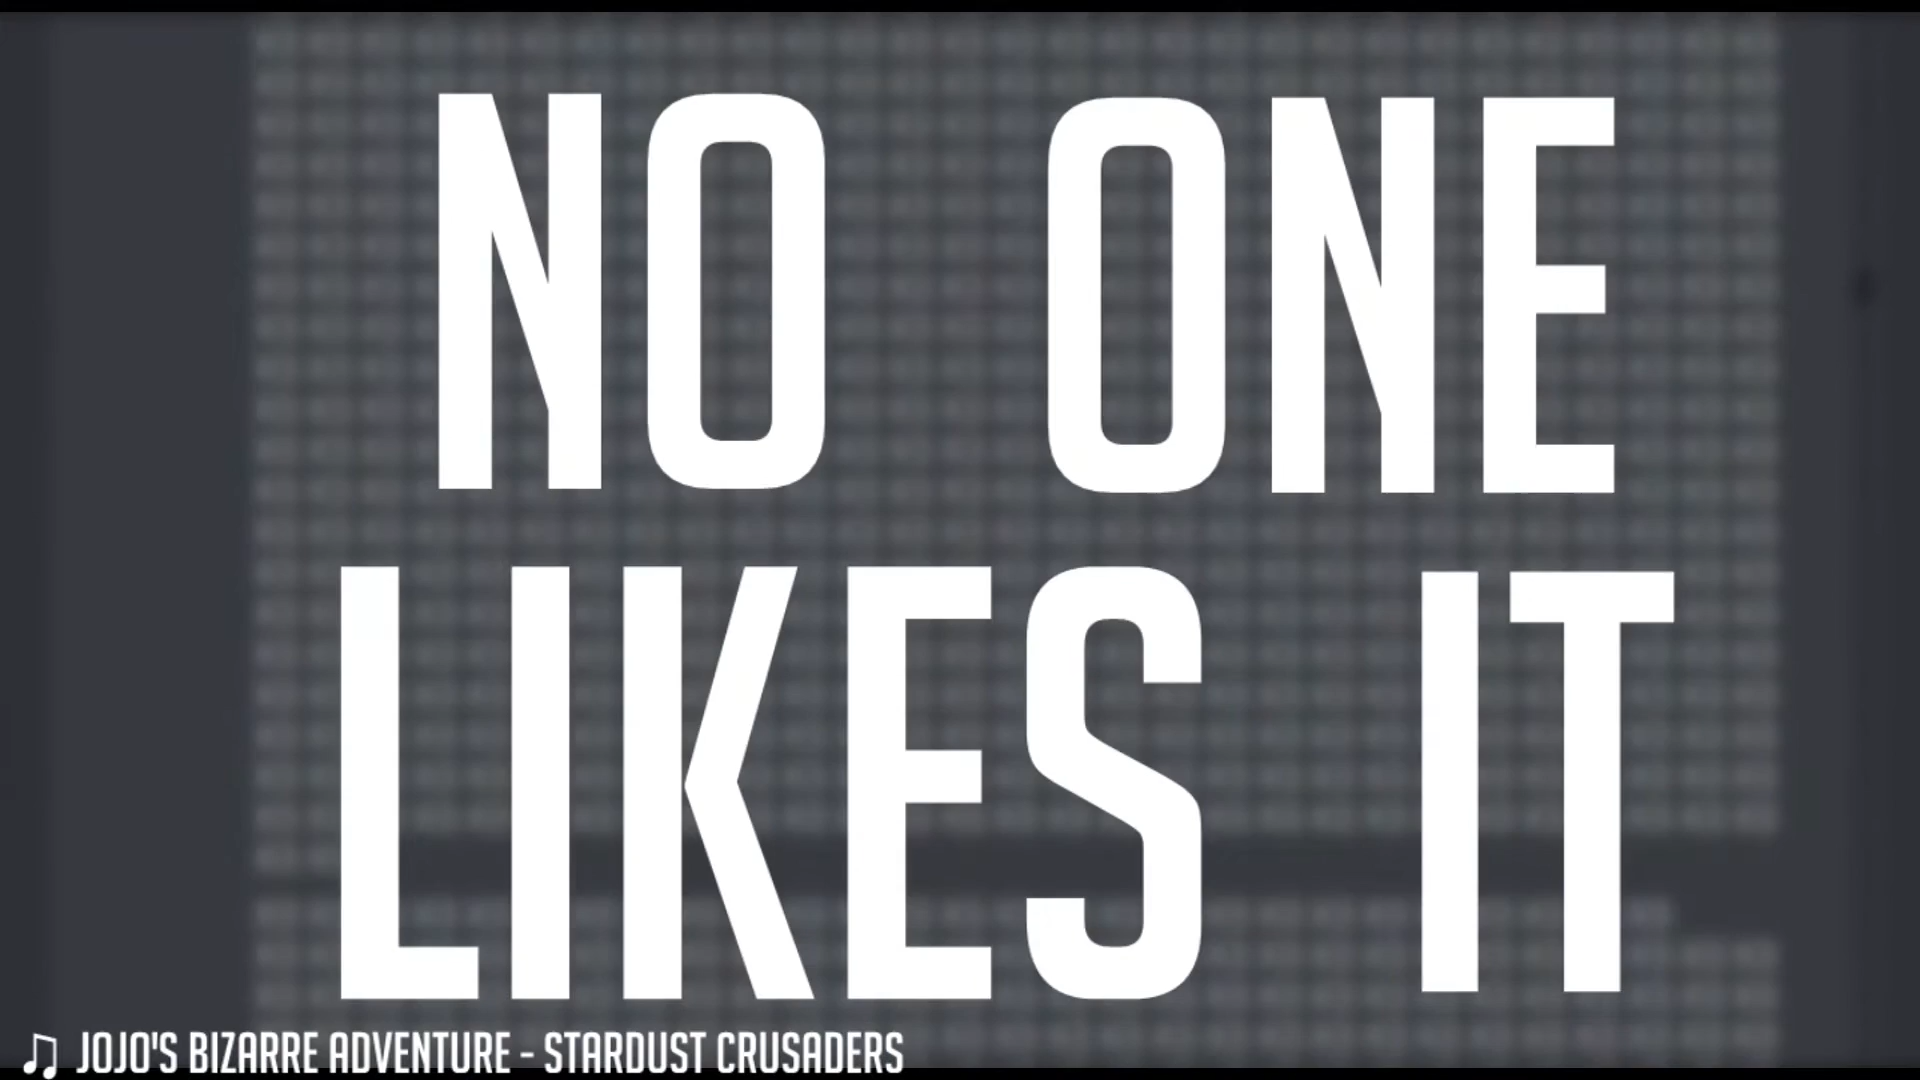 NO ONE
LIKES IT
♫ JOJO'S BIZARRE ADVENTURE - STARDUST CRUSADERS